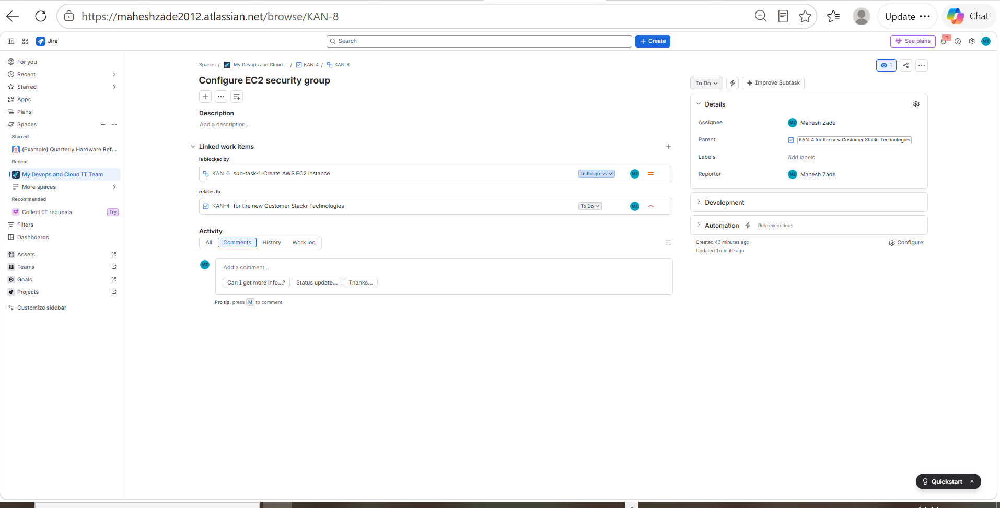 https://maheshzade2012.atlassian.net/browse/KAN-8
Update
Chat
Jira
Search
Create
See plans
1
MZ
For you
Recent
Starred
Apps
Plans
Spaces
Starred
(Example) Quarterly Hardware Ref...
Recent
My Devops and Cloud IT Team
More spaces
Recommended
Collect IT requests
Try
Filters
Dashboards
Assets
Teams
Goals
Projects
Customize sidebar
Spaces / My Devops and Cloud ... / KAN-4 / KAN-8
Configure EC2 security group
Description
Add a description...
Linked work items
is blocked by
KAN-6 sub-task-1-Create AWS EC2 instance In Progress MZ
relates to
KAN-4 for the new Customer Stackr Technologies To Do MZ
Activity
All Comments History Work log
MZ
Add a comment...
Can I get more info...? Status update... Thanks...
Pro tip: press M to comment
1
To Do
Improve Subtask
Details
Assignee MZ Mahesh Zade
Parent KAN-4 for the new Customer Stackr Technologies
Labels Add labels
Reporter MZ Mahesh Zade
Development
Automation Rule executions
Created 43 minutes ago
Updated 1 minute ago
Configure
Quickstart